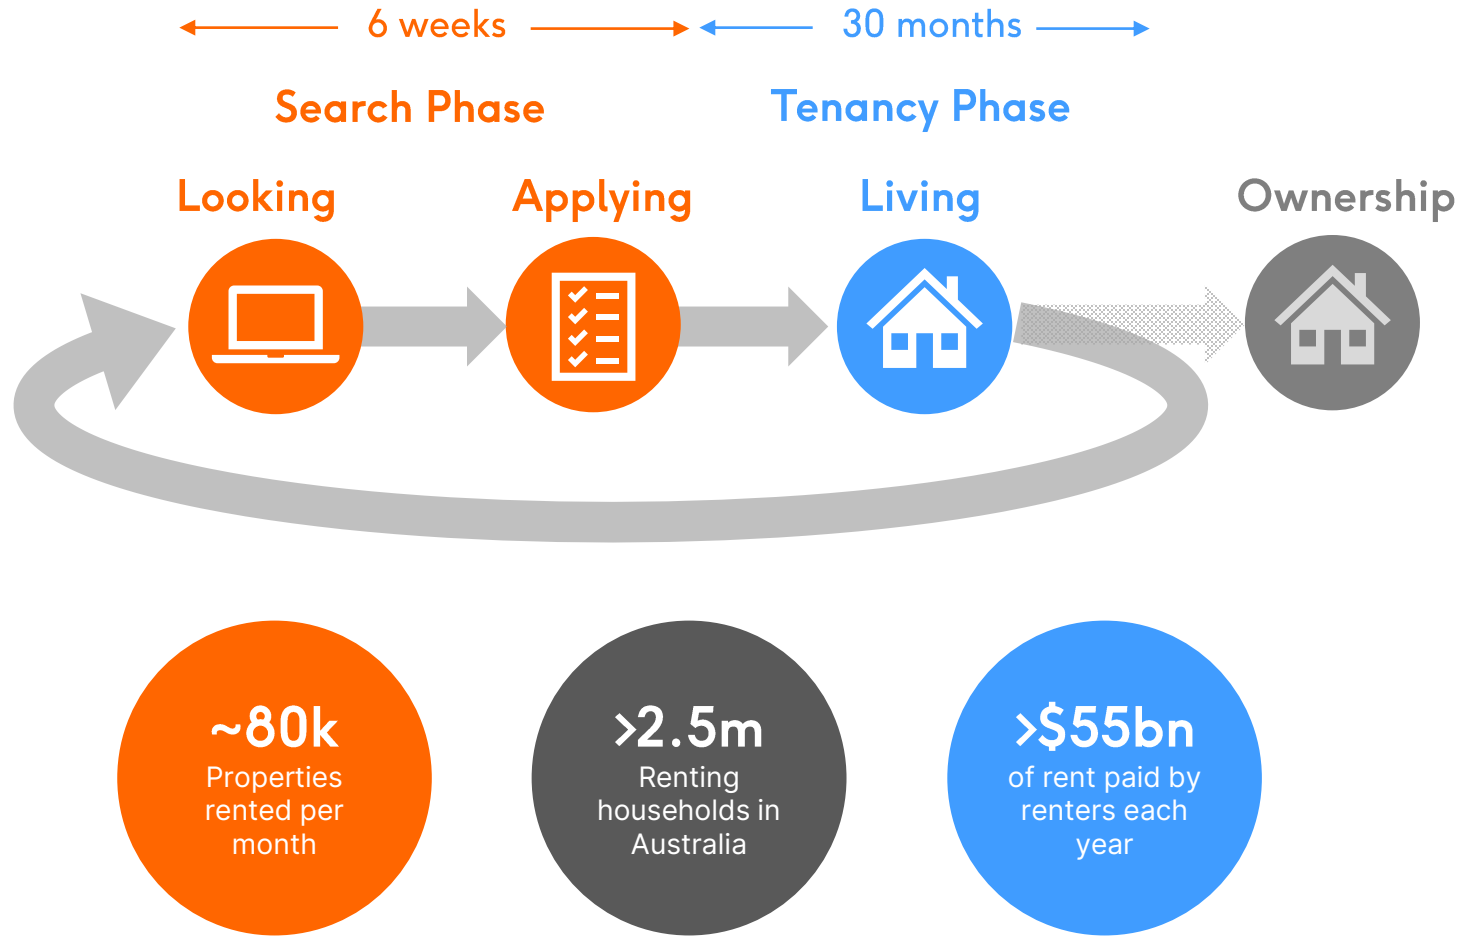 6 weeks
30 months
Search Phase
Tenancy Phase
Looking
Applying
Living
Ownership
~80k
Properties
rented per
month
>2.5m
Renting
households in
Australia
>$55bn
of rent paid by
renters each
year